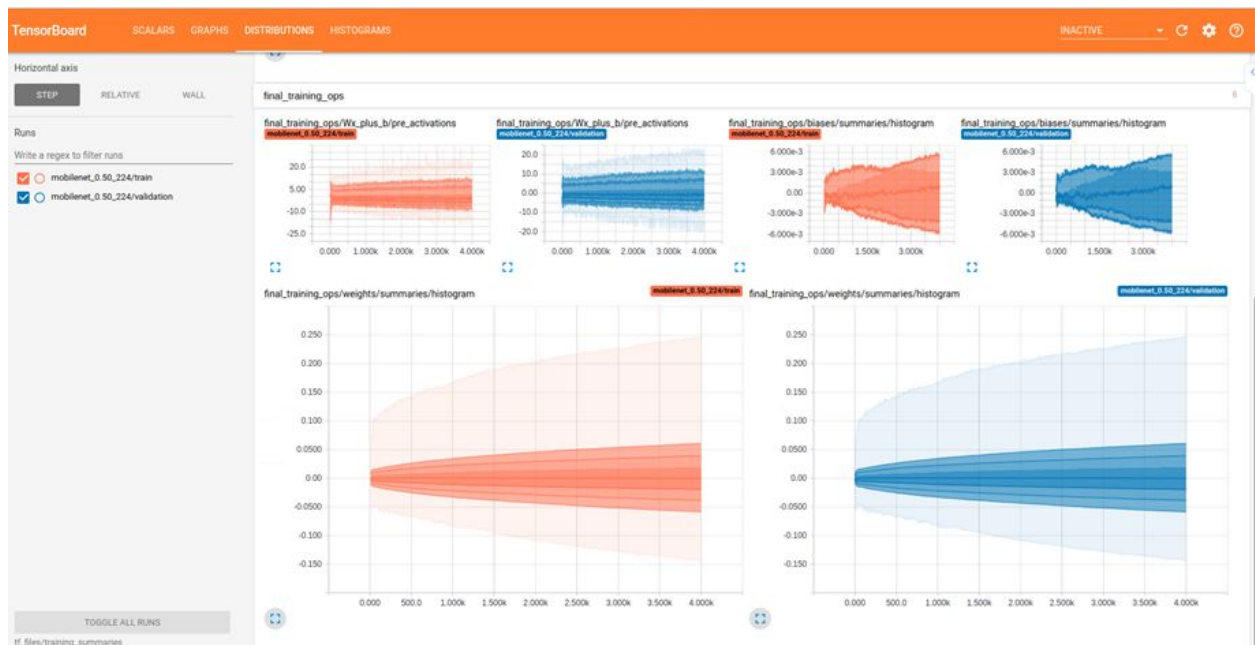 TensorBoard SCALARS GRAPHS DISTRIBUTIONS HISTOGRAMS INACTIVE
Horizontal axis
STEP RELATIVE WALL
Runs
Write a regex to filter runs
mobilenet_0.50_224/train
mobilenet_0.50_224/validation
TOGGLE ALL RUNS
tf_files/training_summaries
final_training_ops 6
final_training_ops/Wx_plus_b/pre_activations
mobilenet_0.50_224/train
20.0
5.00
-10.0
-25.0
0.000 1.000k 2.000k 3.000k 4.000k
final_training_ops/Wx_plus_b/pre_activations
mobilenet_0.50_224/validation
20.0
10.0
0.00
-10.0
-20.0
0.000 1.000k 2.000k 3.000k 4.000k
final_training_ops/biases/summaries/histogram
mobilenet_0.50_224/train
6.000e-3
3.000e-3
0.00
-3.000e-3
-6.000e-3
0.000 1.500k 3.000k
final_training_ops/biases/summaries/histogram
mobilenet_0.50_224/validation
6.000e-3
3.000e-3
0.00
-3.000e-3
-6.000e-3
0.000 1.500k 3.000k
final_training_ops/weights/summaries/histogram mobilenet_0.50_224/train
0.250
0.200
0.150
0.100
0.0500
0.00
-0.0500
-0.100
-0.150
0.000 500.0 1.000k 1.500k 2.000k 2.500k 3.000k 3.500k 4.000k
final_training_ops/weights/summaries/histogram mobilenet_0.50_224/validation
0.250
0.200
0.150
0.100
0.0500
0.00
-0.0500
-0.100
-0.150
0.000 500.0 1.000k 1.500k 2.000k 2.500k 3.000k 3.500k 4.000k